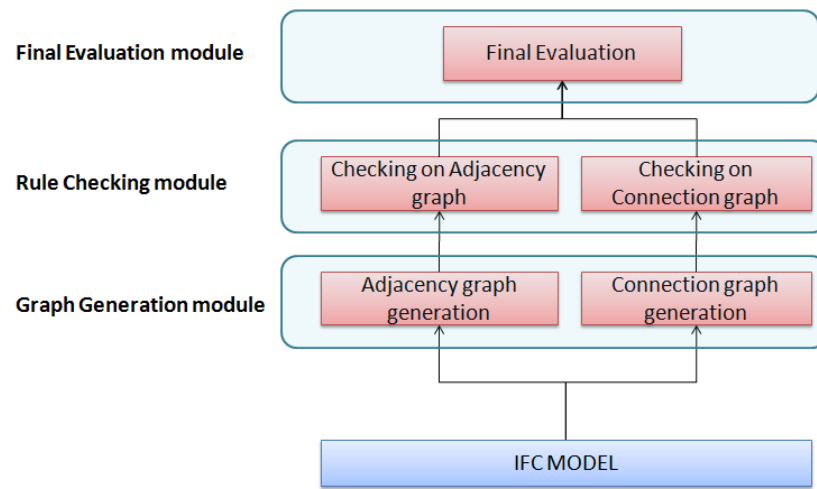 Final Evaluation module
Final Evaluation
Rule Checking module
Checking on Adjacency
graph
Checking on
Connection graph
Graph Generation module
Adjacency graph
generation
Connection graph
generation
IFC MODEL